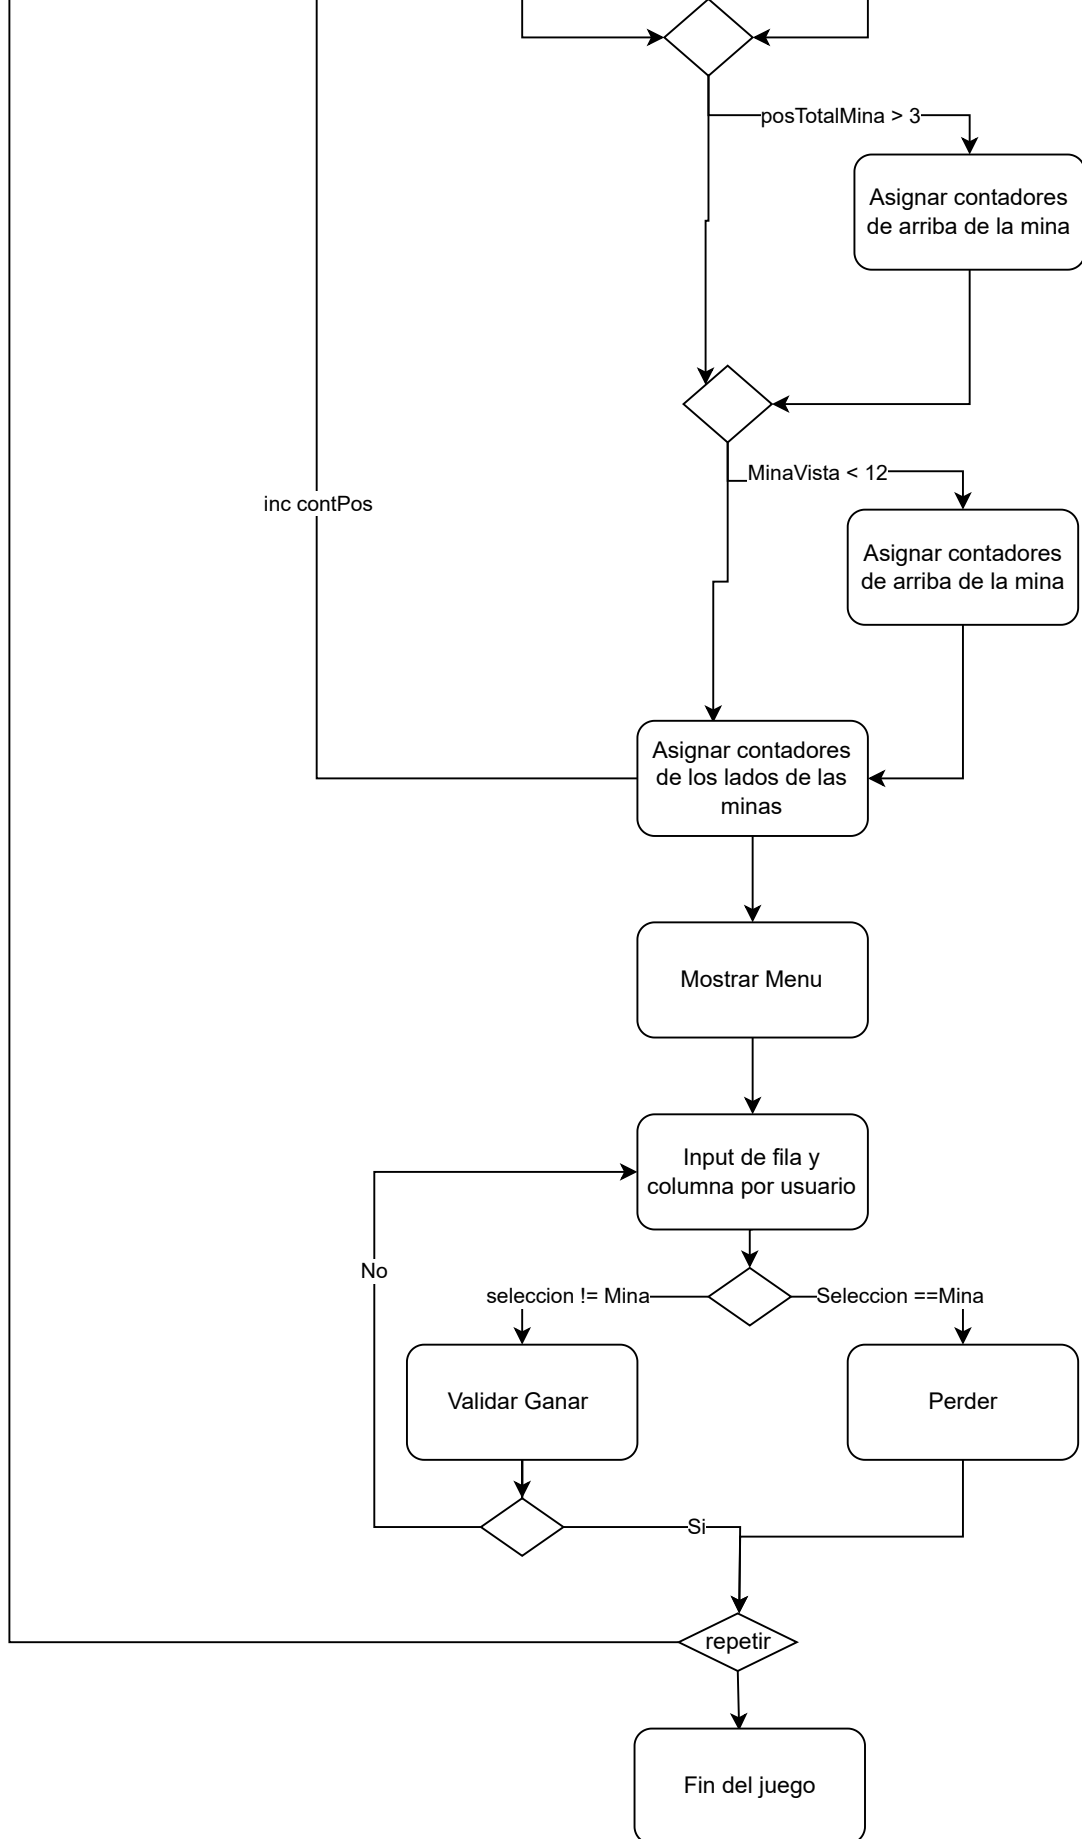 posTotalMina > 3
Asignar contadores
de arriba de la mina
MinaVista < 12
inc contPos
Asignar contadores
de arriba de la mina
Asignar contadores
de los lados de las
minas
Mostrar Menu
Input de fila y
columna por usuario
No
seleccion != Mina
Seleccion ==Mina
Validar Ganar
Perder
Si
repetir
Fin del juego